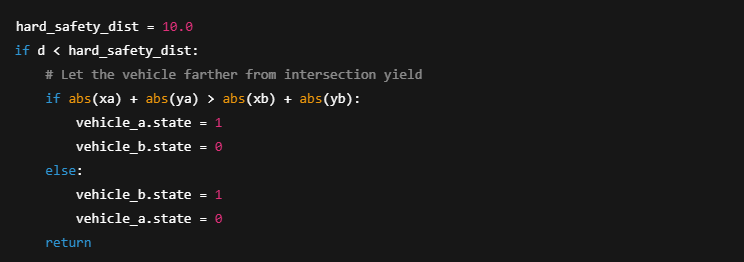 hard_safety_dist = 10.0
if d < hard_safety_dist:
    # Let the vehicle farther from intersection yield
    if abs(xa) + abs(ya) > abs(xb) + abs(yb):
        vehicle_a.state = 1
        vehicle_b.state = 0
    else:
        vehicle_b.state = 1
        vehicle_a.state = 0
    return